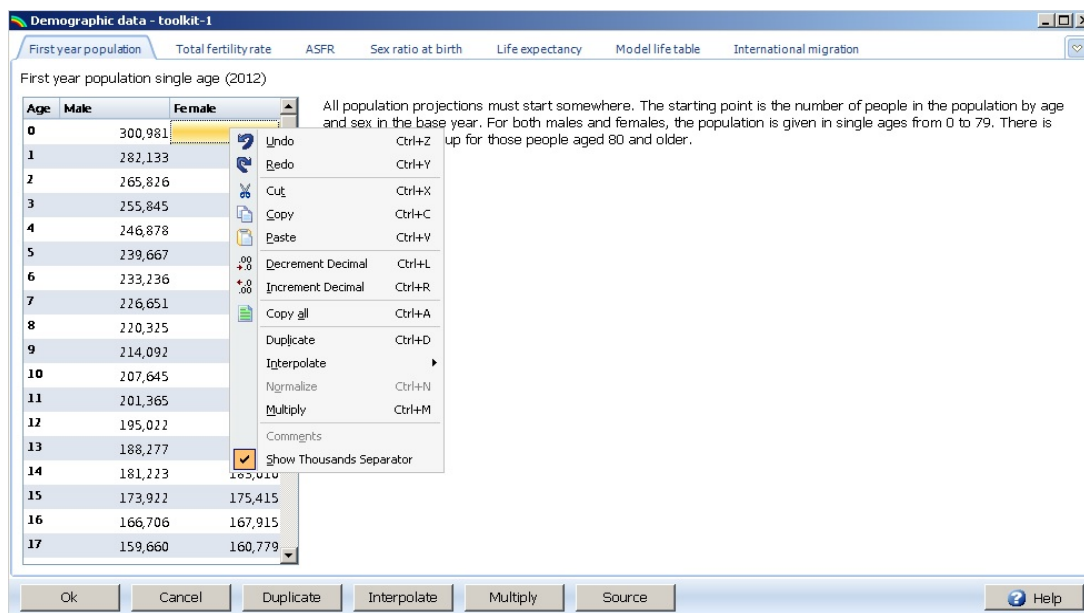 Demographic data - toolkit-1
First year population Total fertility rate ASFR Sex ratio at birth Life expectancy Model life table International migration
First year population single age (2012)
Age Male Female
0 300,981
1 282,133
2 265,826
3 255,845
4 246,878
5 239,667
6 233,236
7 226,651
8 220,325
9 214,092
10 207,645
11 201,365
12 195,022
13 188,277
14 181,223
15 173,922 175,415
16 166,706 167,915
17 159,660 160,779
All population projections must start somewhere. The starting point is the number of people in the population by age
and sex in the base year. For both males and females, the population is given in single ages from 0 to 79. There is
up for those people aged 80 and older.
Undo Ctrl+Z
Redo Ctrl+Y
Cut Ctrl+X
Copy Ctrl+C
Paste Ctrl+V
Decrement Decimal Ctrl+L
Increment Decimal Ctrl+R
Copy all Ctrl+A
Duplicate Ctrl+D
Interpolate
Normalize Ctrl+N
Multiply Ctrl+M
Comments
Show Thousands Separator
Ok Cancel Duplicate Interpolate Multiply Source Help